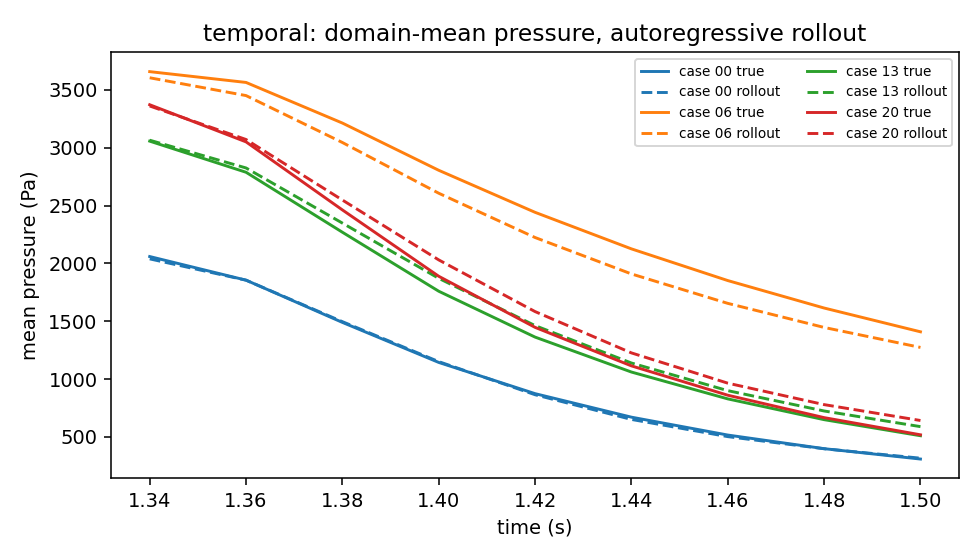 temporal: domain-mean pressure, autoregressive rollout
mean pressure (Pa)
3500
3000
2500
2000
1500
1000
500
case 00 true
case 00 rollout
case 06 true
case 06 rollout
case 13 true
case 13 rollout
case 20 true
case 20 rollout
1.34 1.36 1.38 1.40 1.42 1.44 1.46 1.48 1.50
time (s)